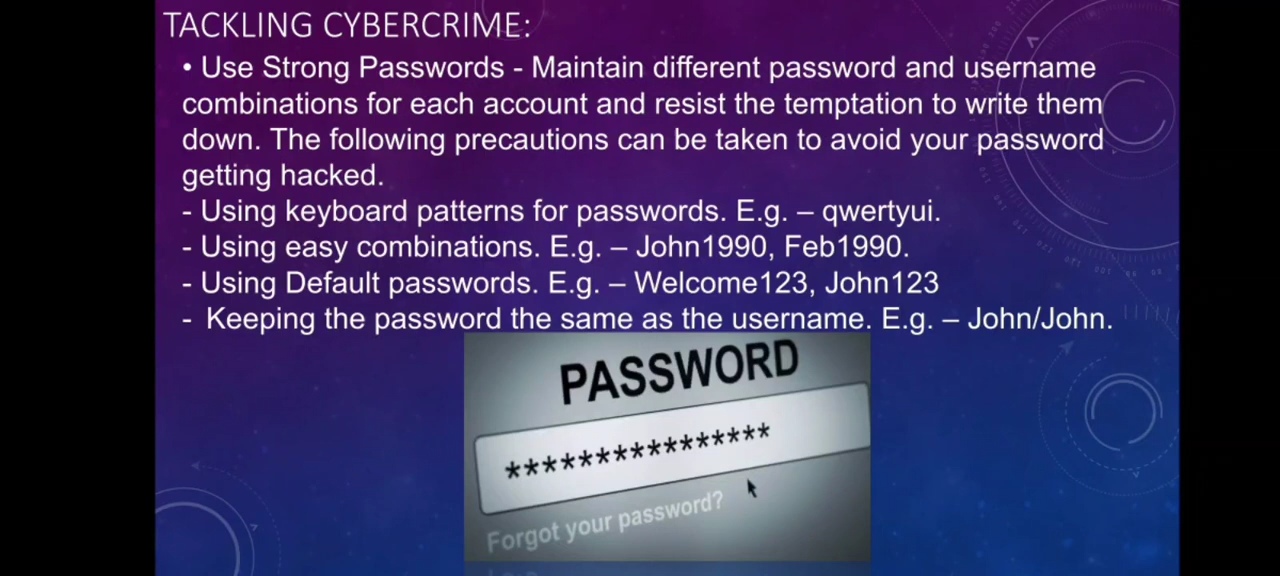 TACKLING CYBERCRIME:
• Use Strong Passwords - Maintain different password and username
combinations for each account and resist the temptation to write them
down. The following precautions can be taken to avoid your password
getting hacked.
- Using keyboard patterns for passwords. E.g. – qwertyui.
- Using easy combinations. E.g. – John1990, Feb1990.
- Using Default passwords. E.g. – Welcome123, John123
- Keeping the password the same as the username. E.g. – John/John.
PASSWORD
****************
Forgot your password?